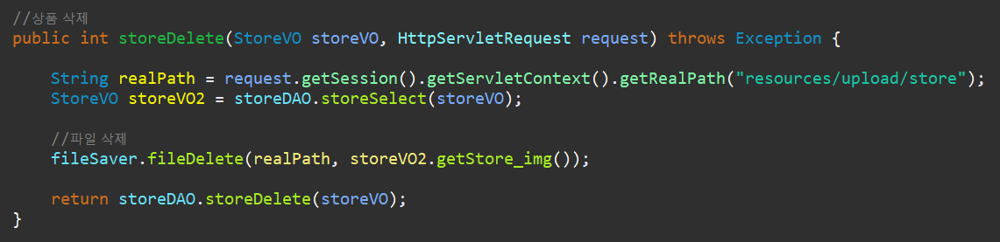 //상품 삭제
public int storeDelete(StoreVO storeVO, HttpServletRequest request) throws Exception {
String realPath = request.getSession().getServletContext().getRealPath("resources/upload/store");
StoreVO storeVO2 = storeDAO.storeSelect(storeVO);
//파일 삭제
fileSaver.fileDelete(realPath, storeVO2.getStore_img());
return storeDAO.storeDelete(storeVO);
}